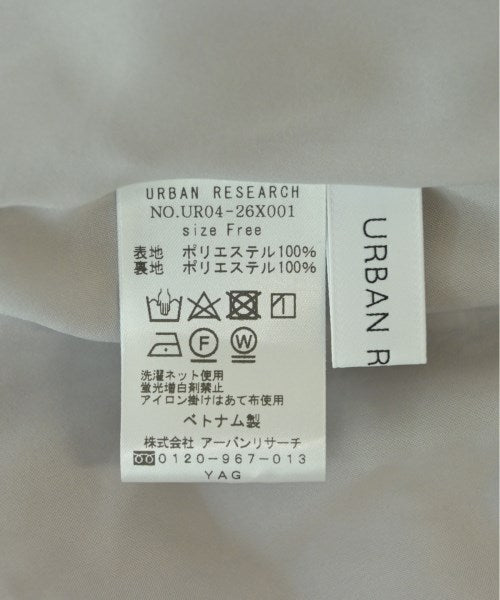 URBAN RESEARCH
NO.UR04-26X001
size Free
表地 ポリエステル100%
裏地 ポリエステル100%
F W
洗濯ネット使用
蛍光増白剤禁止
アイロン掛けはあて布使用
ベトナム製
株式会社 アーバンリサーチ
0120-967-013
YAG
URBAN R